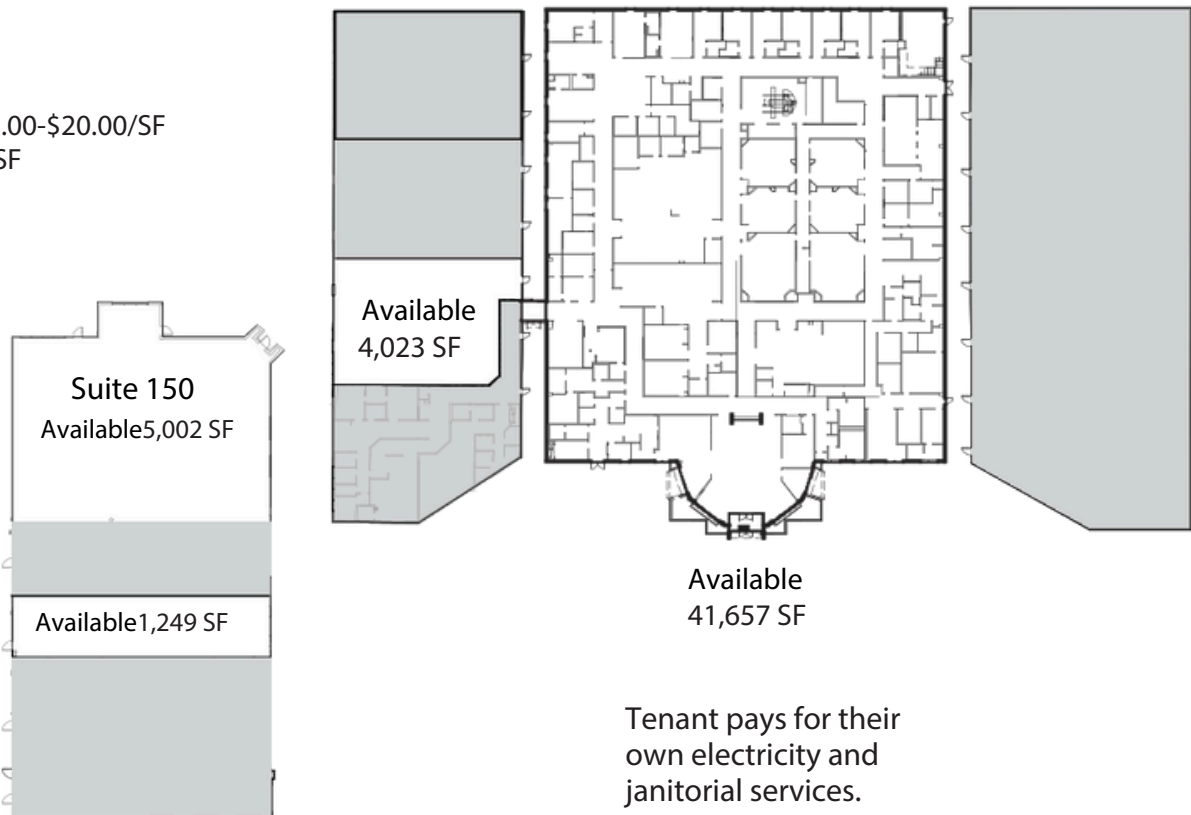 .00-$20.00/SF
SF
Available
4,023 SF
Suite 150
Available5,002 SF
Available1,249 SF
Available
41,657 SF
Tenant pays for their
own electricity and
janitorial services.